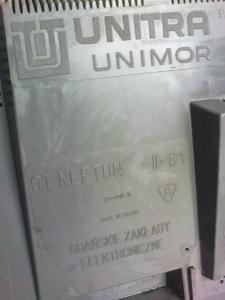 UNITRA
UNIMOR
OT NEPTUN -II-81
GDAŃSKIE ZAKŁADY
ELEKTRONICZNE